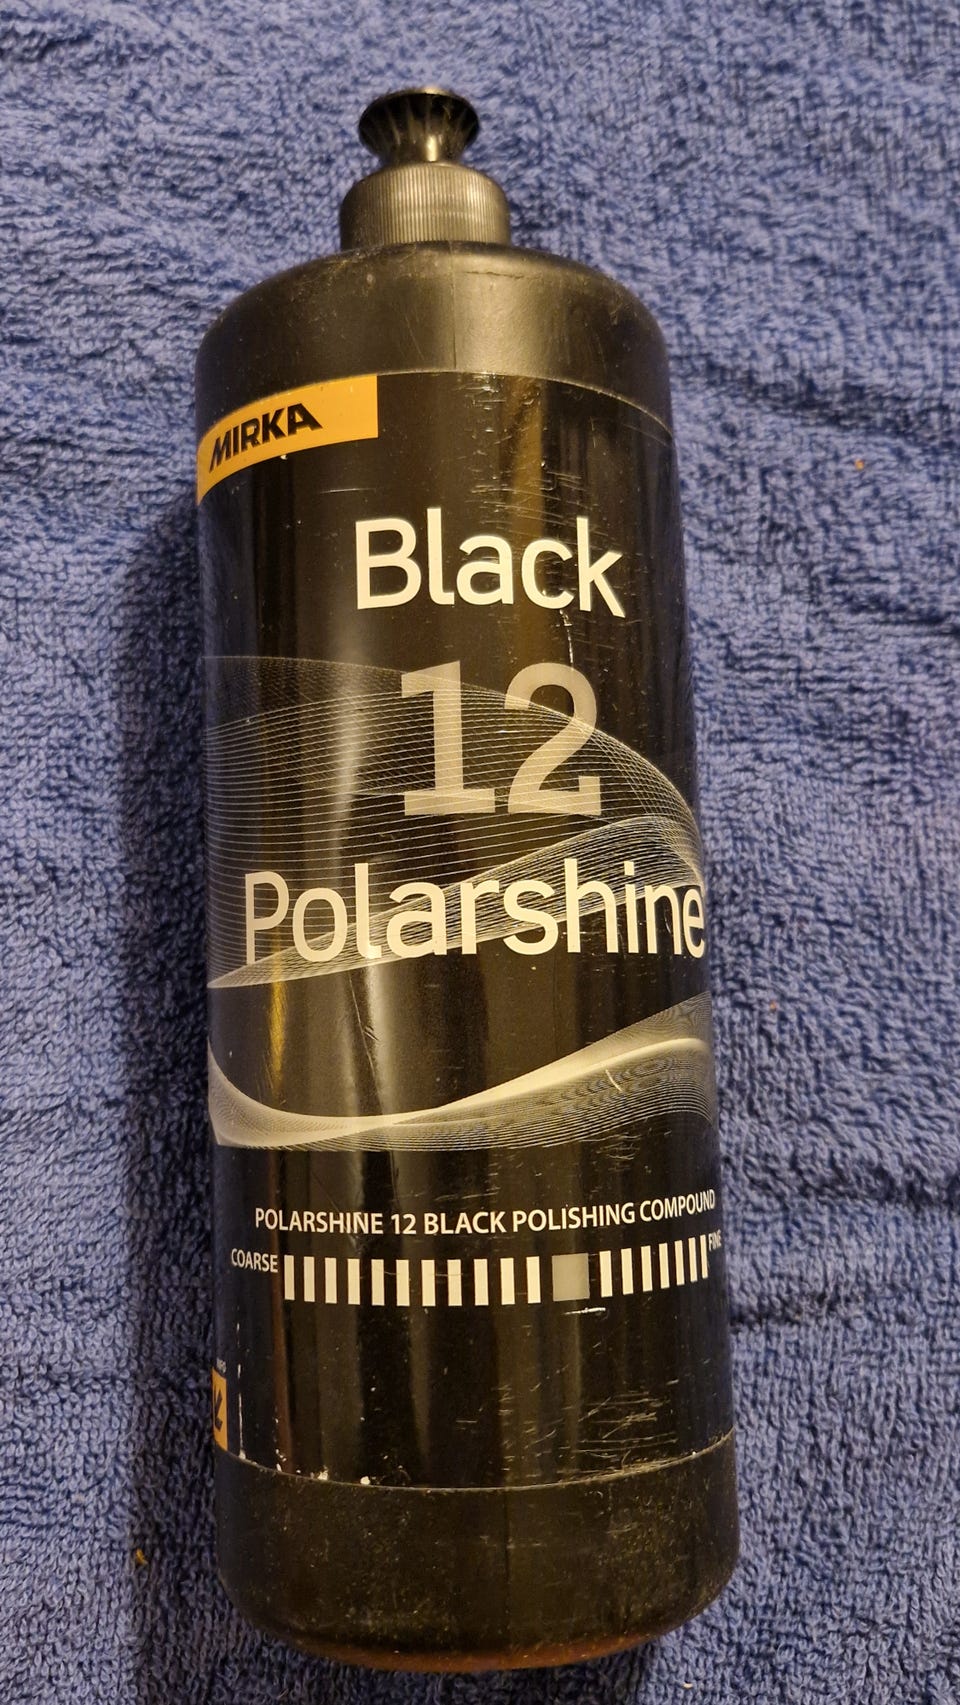 MIRKA
Black
12
Polarshine
POLARSHINE 12 BLACK POLISHING COMPOUND
COARSE
FINE